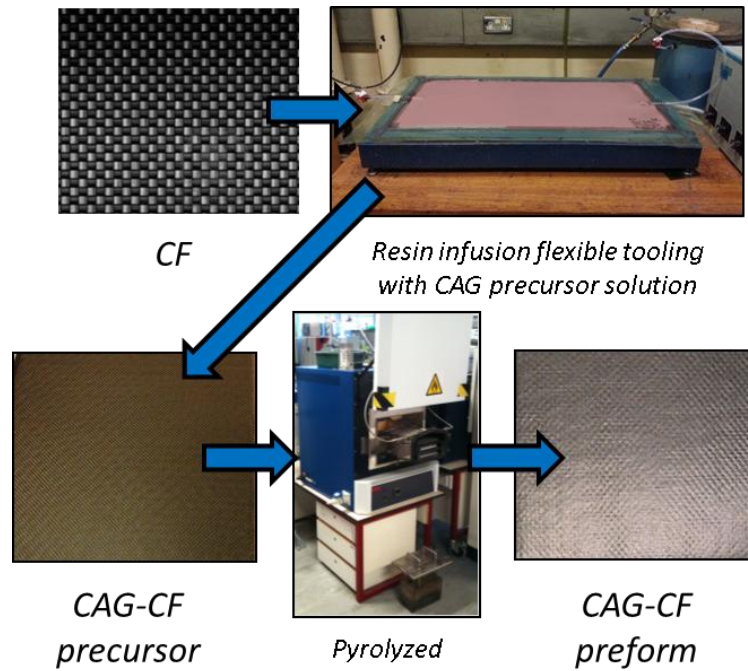 CF
Resin infusion flexible tooling
with CAG precursor solution
CAG-CF
precursor
Pyrolyzed
CAG-CF
preform